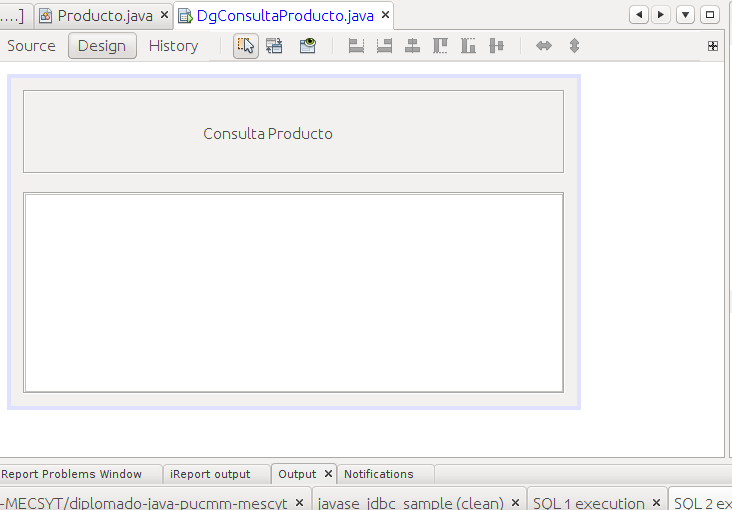 ...] Producto.java DgConsultaProducto.java
Source Design History
Consulta Producto
Report Problems Window iReport output Output Notifications
-MECSYT/diplomado-java-pucmm-mescyt javase_jdbc_sample (clean) SQL 1 execution SQL 2 ex